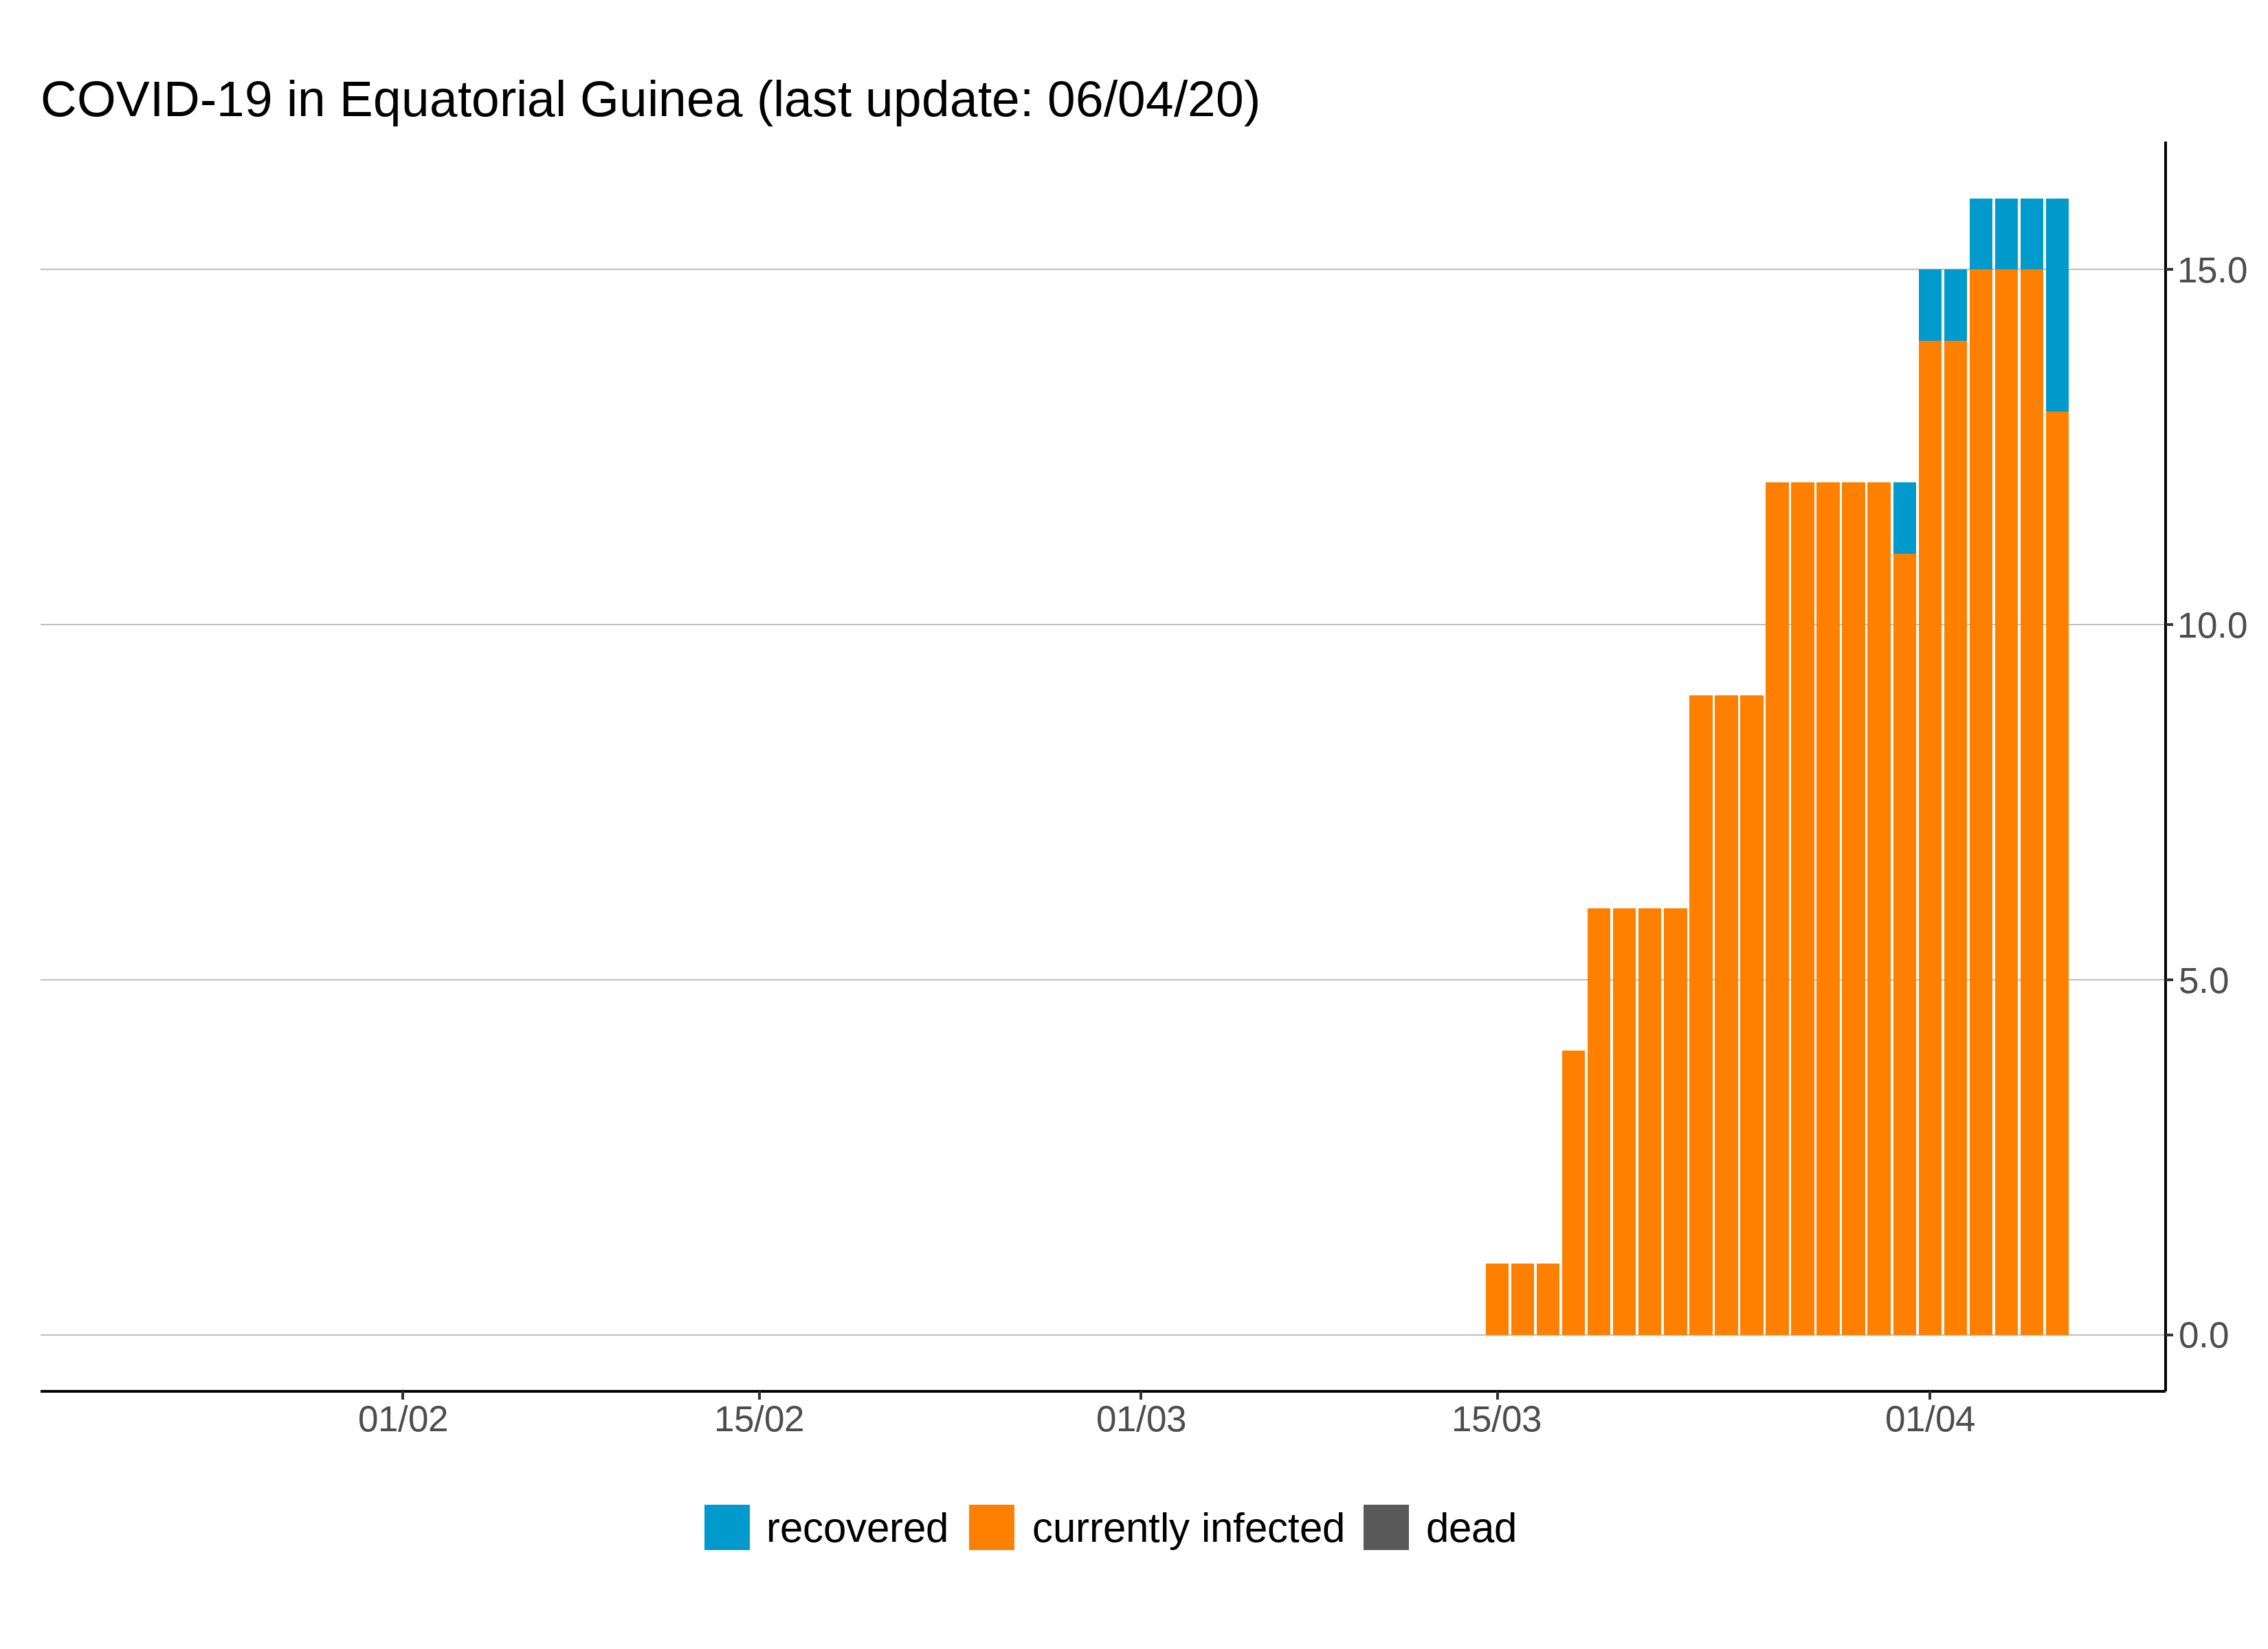 COVID-19 in Equatorial Guinea (last update: 06/04/20)
15.0
10.0
5.0
0.0
01/02 15/02 01/03 15/03 01/04
recovered currently infected dead